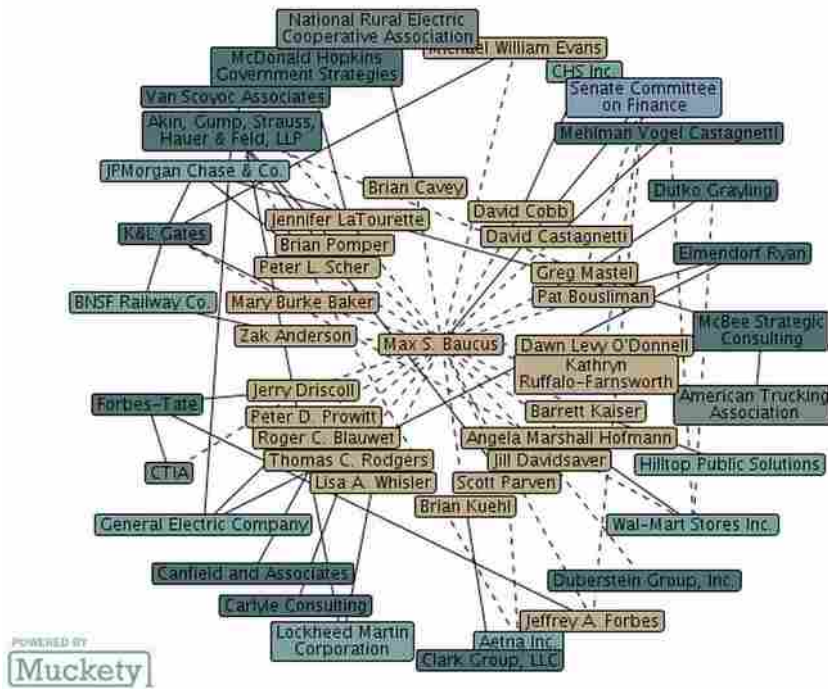 National Rural Electric
Cooperative Association
Michael William Evans
McDonald Hopkins
Government Strategies
CHS Inc.
Senate Committee
on Finance
Van Scoyoc Associates
Akin, Gump, Strauss,
Hauer & Feld, LLP
Mehlman Vogel Castagnetti
JPMorgan Chase & Co.
Brian Cavey
Dutko Grayling
Jennifer LaTourette
David Cobb
K&L Gates
David Castagnetti
Brian Pomper
Elmendorf Ryan
Peter L. Scher
Greg Mastel
BNSF Railway Co.
Mary Burke Baker
Pat Bousliman
Zak Anderson
Max S. Baucus
Dawn Levy O'Donnell
McBee Strategic
Consulting
Kathryn
Ruffalo-Farnsworth
Jerry Driscoll
Forbes-Tate
Peter D. Prowitt
Barrett Kaiser
American Trucking
Association
Roger C. Blauwet
Angela Marshall Hofmann
CTIA
Thomas C. Rodgers
Jill Davidsaver
Hilltop Public Solutions
Lisa A. Whisler
Scott Parven
Brian Kuehl
General Electric Company
Wal-Mart Stores Inc.
Canfield and Associates
Duberstein Group, Inc.
Carlyle Consulting
Jeffrey A. Forbes
Lockheed Martin
Corporation
Aetna Inc.
Clark Group, LLC
POWERED BY
Muckety